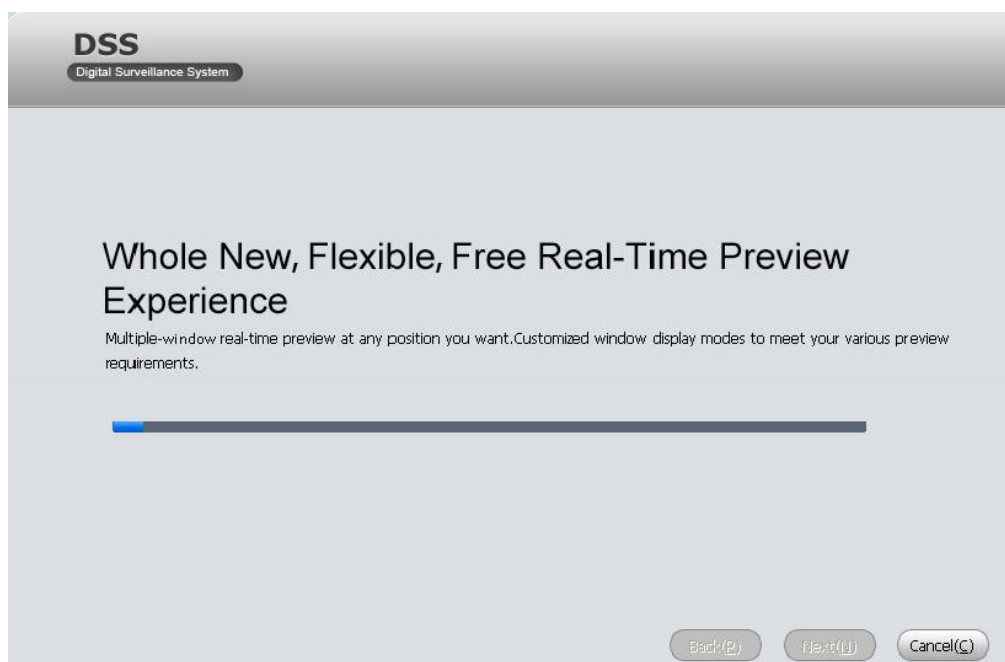 DSS
Digital Surveillance System
Whole New, Flexible, Free Real-Time Preview
Experience
Multiple-window real-time preview at any position you want.Customized window display modes to meet your various preview
requirements.
Back(P) Next(N) Cancel(C)